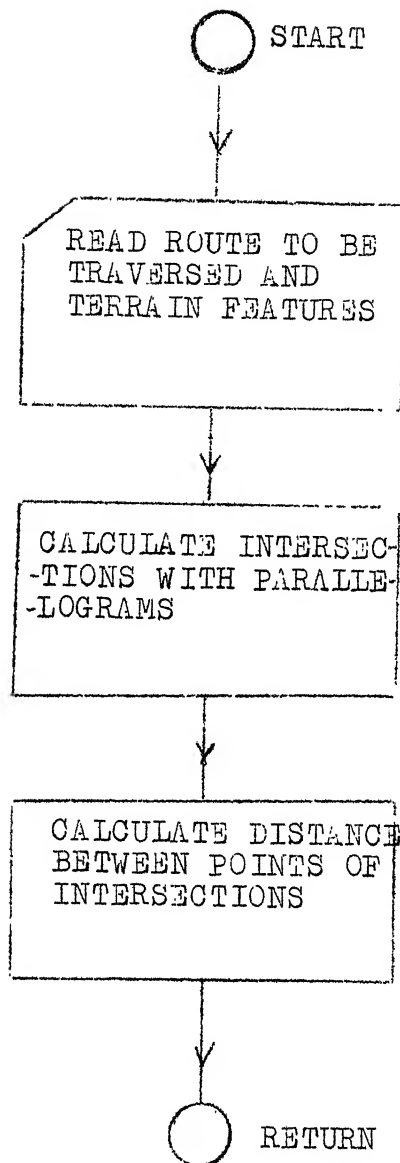 START
READ ROUTE TO BE
TRAVERSED AND
TERRAIN FEATURES
CALCULATE INTERSEC-
-TIONS WITH PARALLE-
-LOGRAMS
CALCULATE DISTANCE
BETWEEN POINTS OF
INTERSECTIONS
RETURN